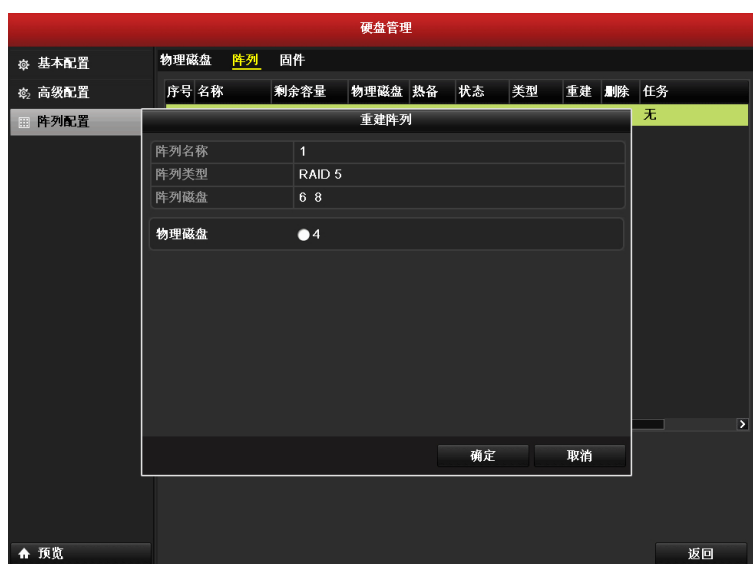 硬盘管理
基本配置
高级配置
阵列配置
物理磁盘 阵列 固件
序号 名称 剩余容量 物理磁盘 热备 状态 类型 重建 删除 任务
无
重建阵列
阵列名称 1
阵列类型 RAID 5
阵列磁盘 6 8
物理磁盘 4
确定 取消
预览 返回